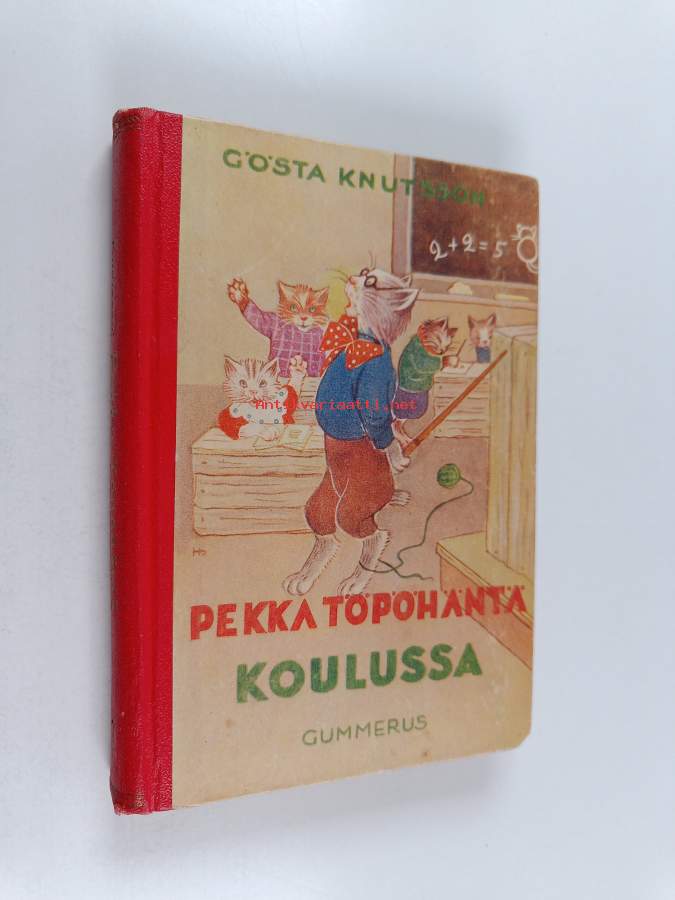 GÖSTA KNUTSSON
2+2=5
Antikvariaatti.net
PEKKA TÖPÖHÄNTÄ
KOULUSSA
GUMMERUS